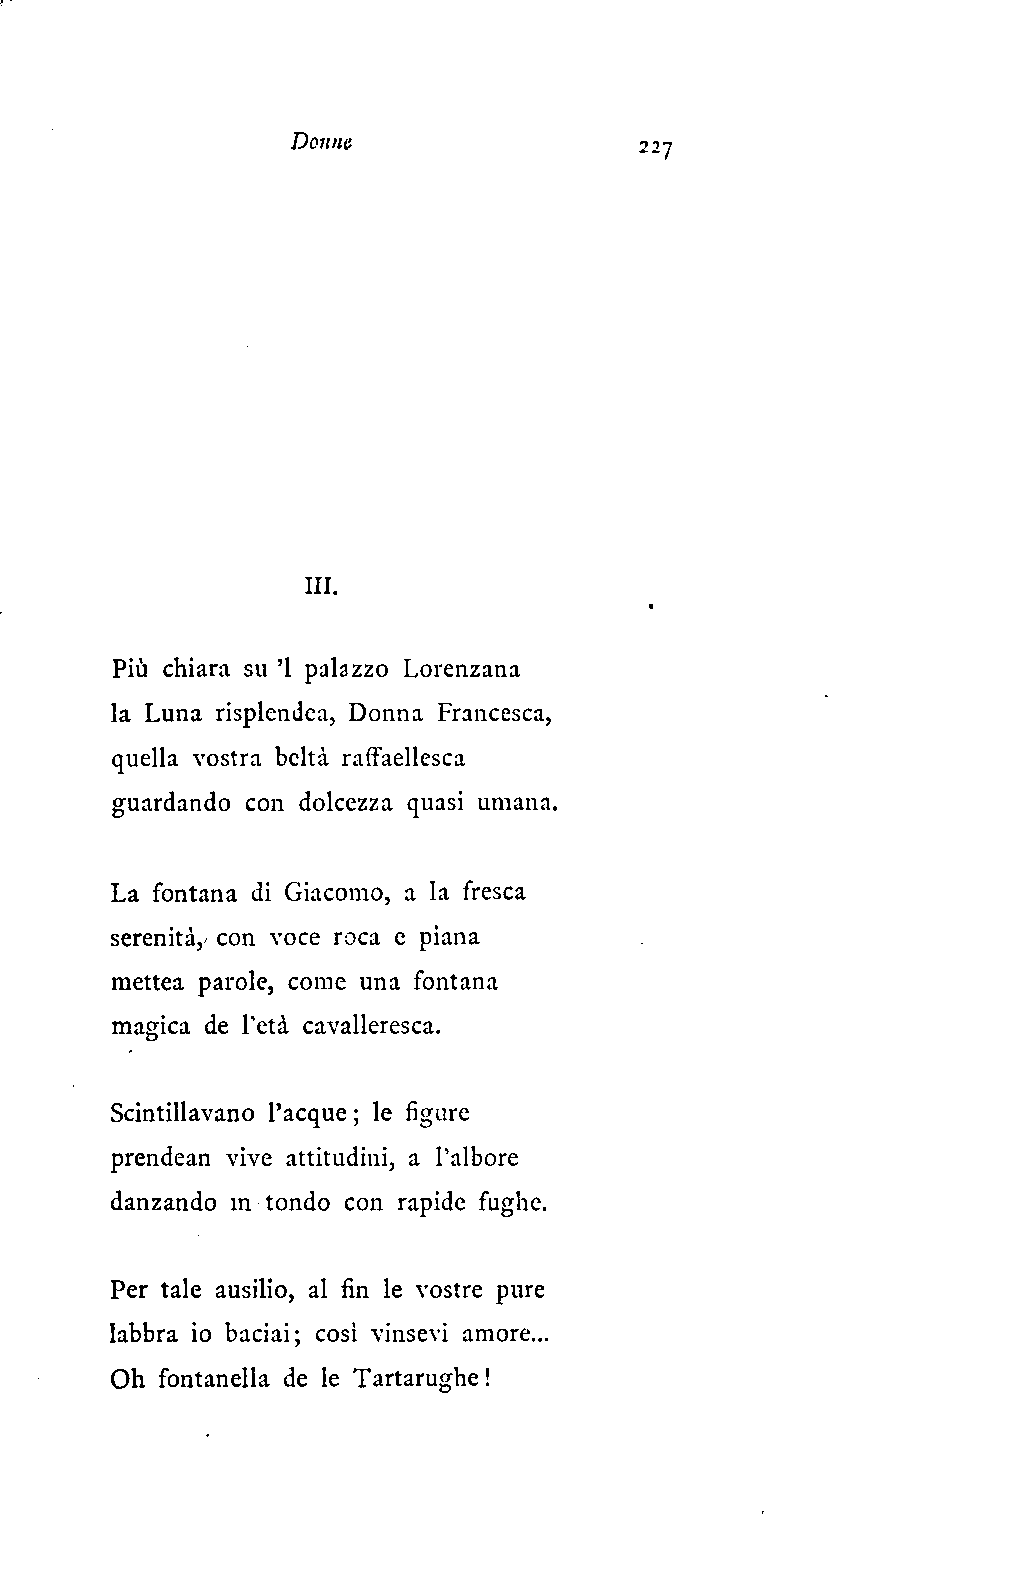 Donne 227
III.
Più chiara su 'l palazzo Lorenzana
la Luna risplendea, Donna Francesca,
quella vostra beltà raffaellesca
guardando con dolcezza quasi umana.
La fontana di Giacomo, a la fresca
serenità, con voce roca e piana
mettea parole, come una fontana
magica de l'età cavalleresca.
Scintillavano l'acque; le figure
prendean vive attitudini, a l'albore
danzando in tondo con rapide fughe.
Per tale ausilio, al fin le vostre pure
labbra io baciai; così vinsevi amore...
Oh fontanella de le Tartarughe!